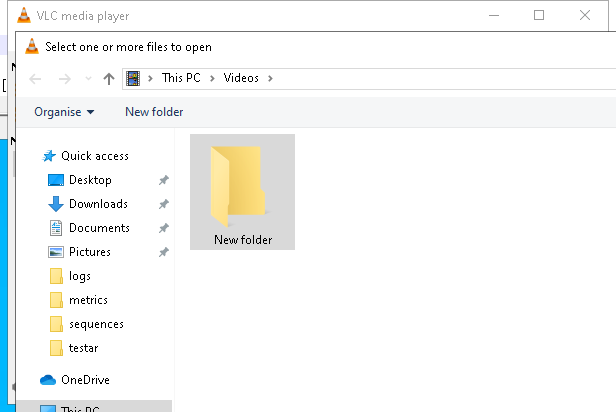 VLC media player
Select one or more files to open
This PC
Videos
Organise
New folder
Quick access
Desktop
Downloads
Documents
Pictures
logs
metrics
sequences
testar
OneDrive
This PC
New folder